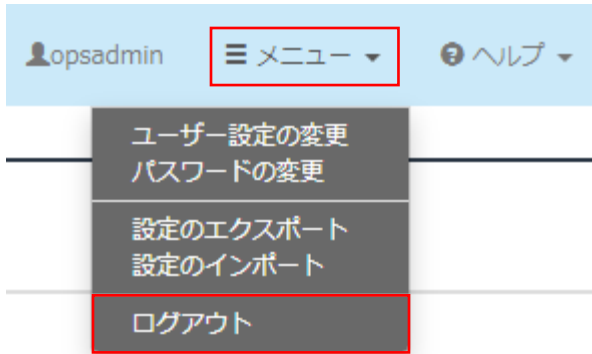 opsadmin メニュー ヘルプ
ユーザー設定の変更
パスワードの変更
設定のエクスポート
設定のインポート
ログアウト